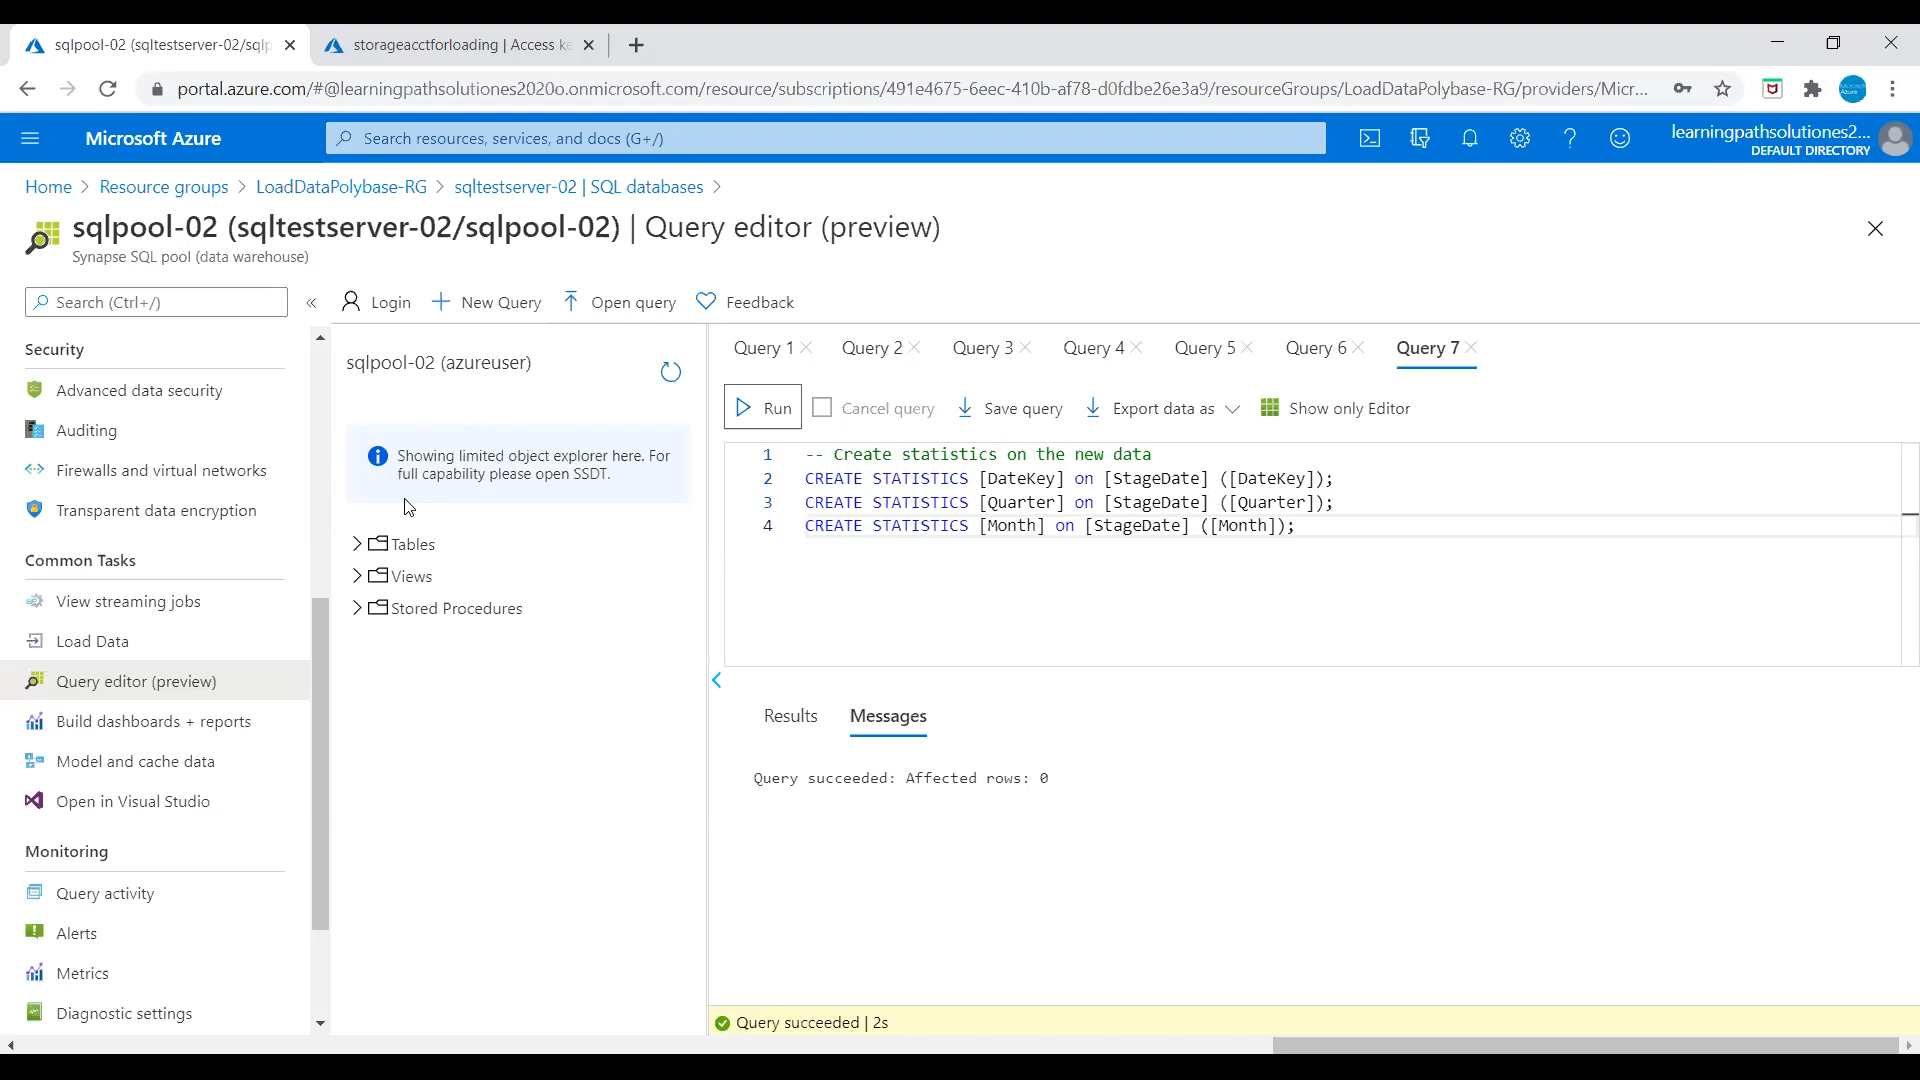 sqlpool-02 (sqltestserver-02/sqlp
storageacctforloading | Access ke
portal.azure.com/#@learningpathsolutiones2020o.onmicrosoft.com/resource/subscriptions/491e4675-6eec-410b-af78-d0fdbe26e3a9/resourceGroups/LoadDataPolybase-RG/providers/Micr...
Microsoft Azure
Search resources, services, and docs (G+/)
learningpathsolutiones2...
DEFAULT DIRECTORY
Home > Resource groups > LoadDataPolybase-RG > sqltestserver-02 | SQL databases >
sqlpool-02 (sqltestserver-02/sqlpool-02) | Query editor (preview)
Synapse SQL pool (data warehouse)
Search (Ctrl+/)
«
Login
New Query
Open query
Feedback
Security
Advanced data security
Auditing
Firewalls and virtual networks
Transparent data encryption
Common Tasks
View streaming jobs
Load Data
Query editor (preview)
Build dashboards + reports
Model and cache data
Open in Visual Studio
Monitoring
Query activity
Alerts
Metrics
Diagnostic settings
sqlpool-02 (azureuser)
Showing limited object explorer here. For
full capability please open SSDT.
Tables
Views
Stored Procedures
Query 1
Query 2
Query 3
Query 4
Query 5
Query 6
Query 7
Run
Cancel query
Save query
Export data as
Show only Editor
1 -- Create statistics on the new data
2 CREATE STATISTICS [DateKey] on [StageDate] ([DateKey]);
3 CREATE STATISTICS [Quarter] on [StageDate] ([Quarter]);
4 CREATE STATISTICS [Month] on [StageDate] ([Month]);
Results
Messages
Query succeeded: Affected rows: 0
Query succeeded | 2s